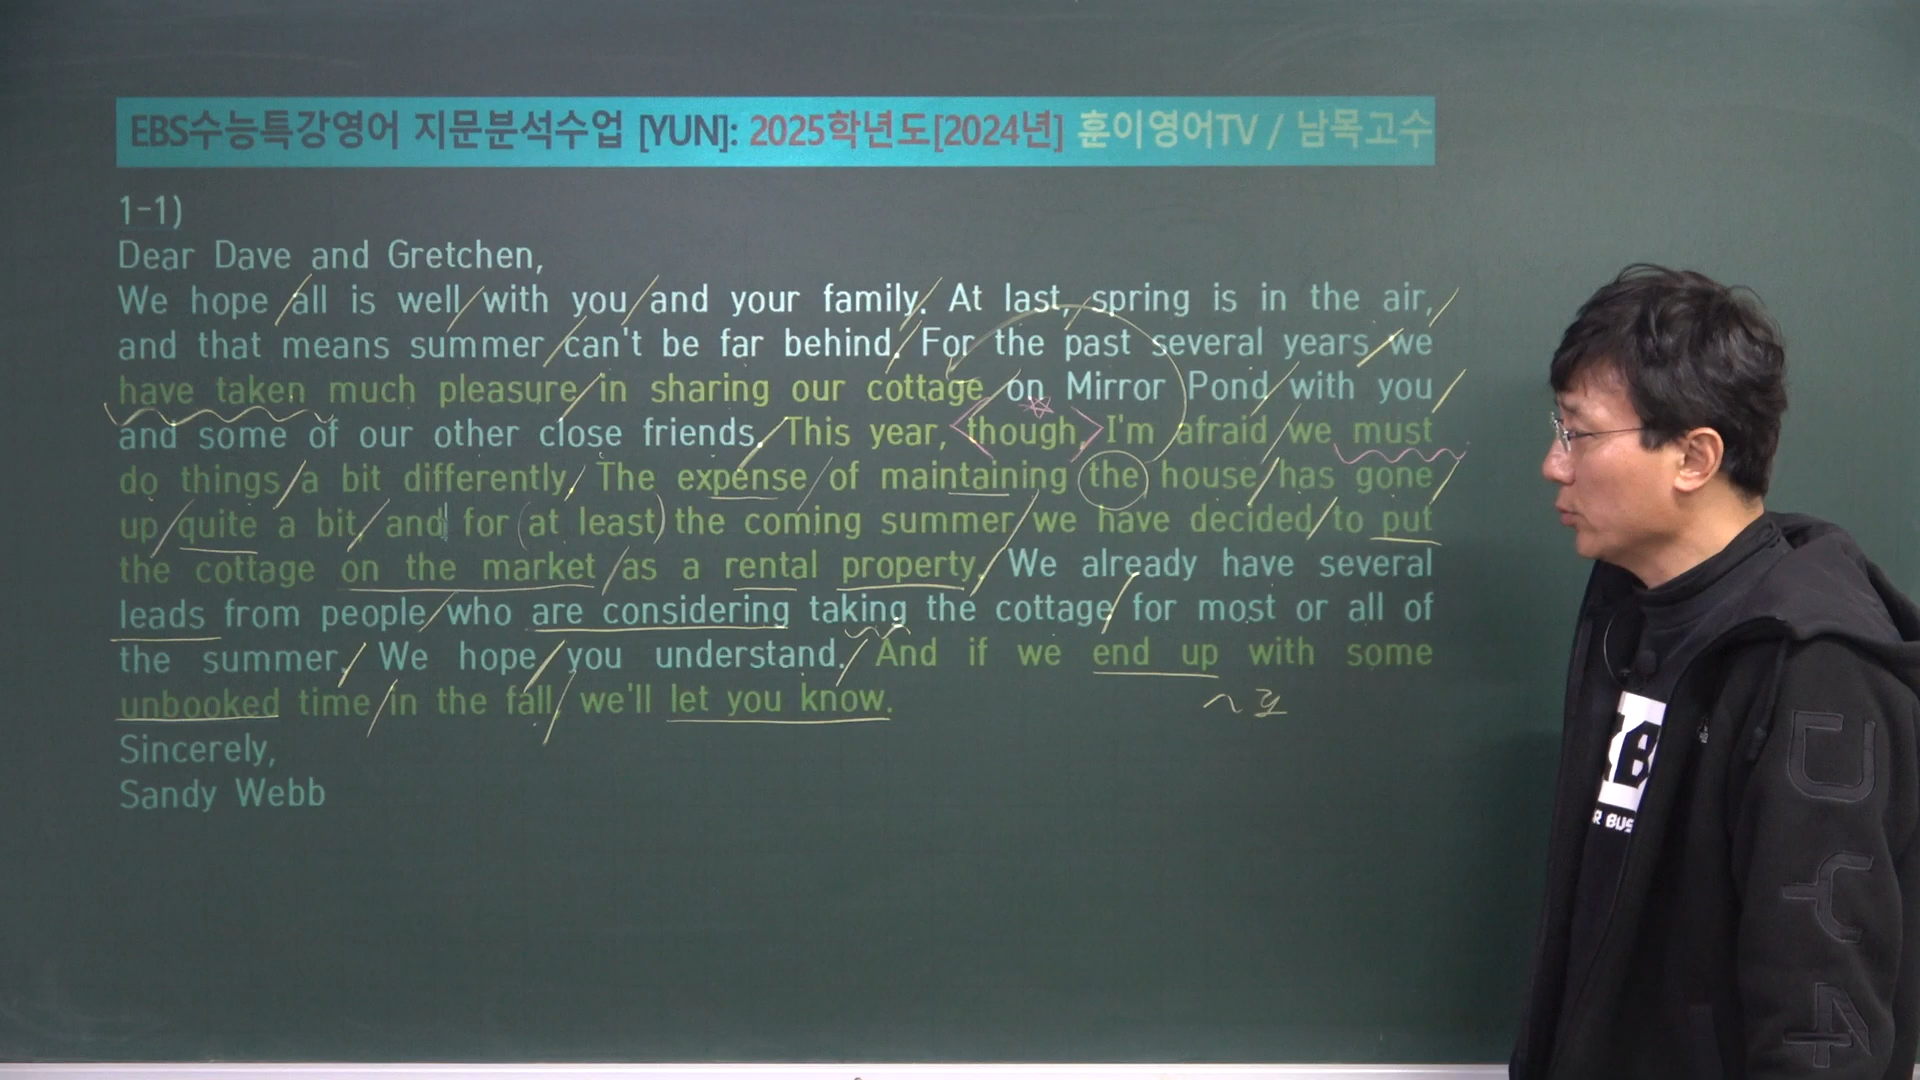 EBS수능특강영어 지문분석수업 [YUN]: 2025학년도[2024년] 훈이영어TV / 남목고수
1-1)
Dear Dave and Gretchen,
We hope all is well with you and your family. At last, spring is in the air,
and that means summer can't be far behind. For the past several years we
have taken much pleasure in sharing our cottage on Mirror Pond with you
and some of our other close friends. This year, though, I'm afraid we must
do things a bit differently. The expense of maintaining the house has gone
up quite a bit, and for at least the coming summer we have decided to put
the cottage on the market as a rental property. We already have several
leads from people who are considering taking the cottage for most or all of
the summer. We hope you understand. And if we end up with some
unbooked time in the fall, we'll let you know.
Sincerely,
Sandy Webb
R BUS